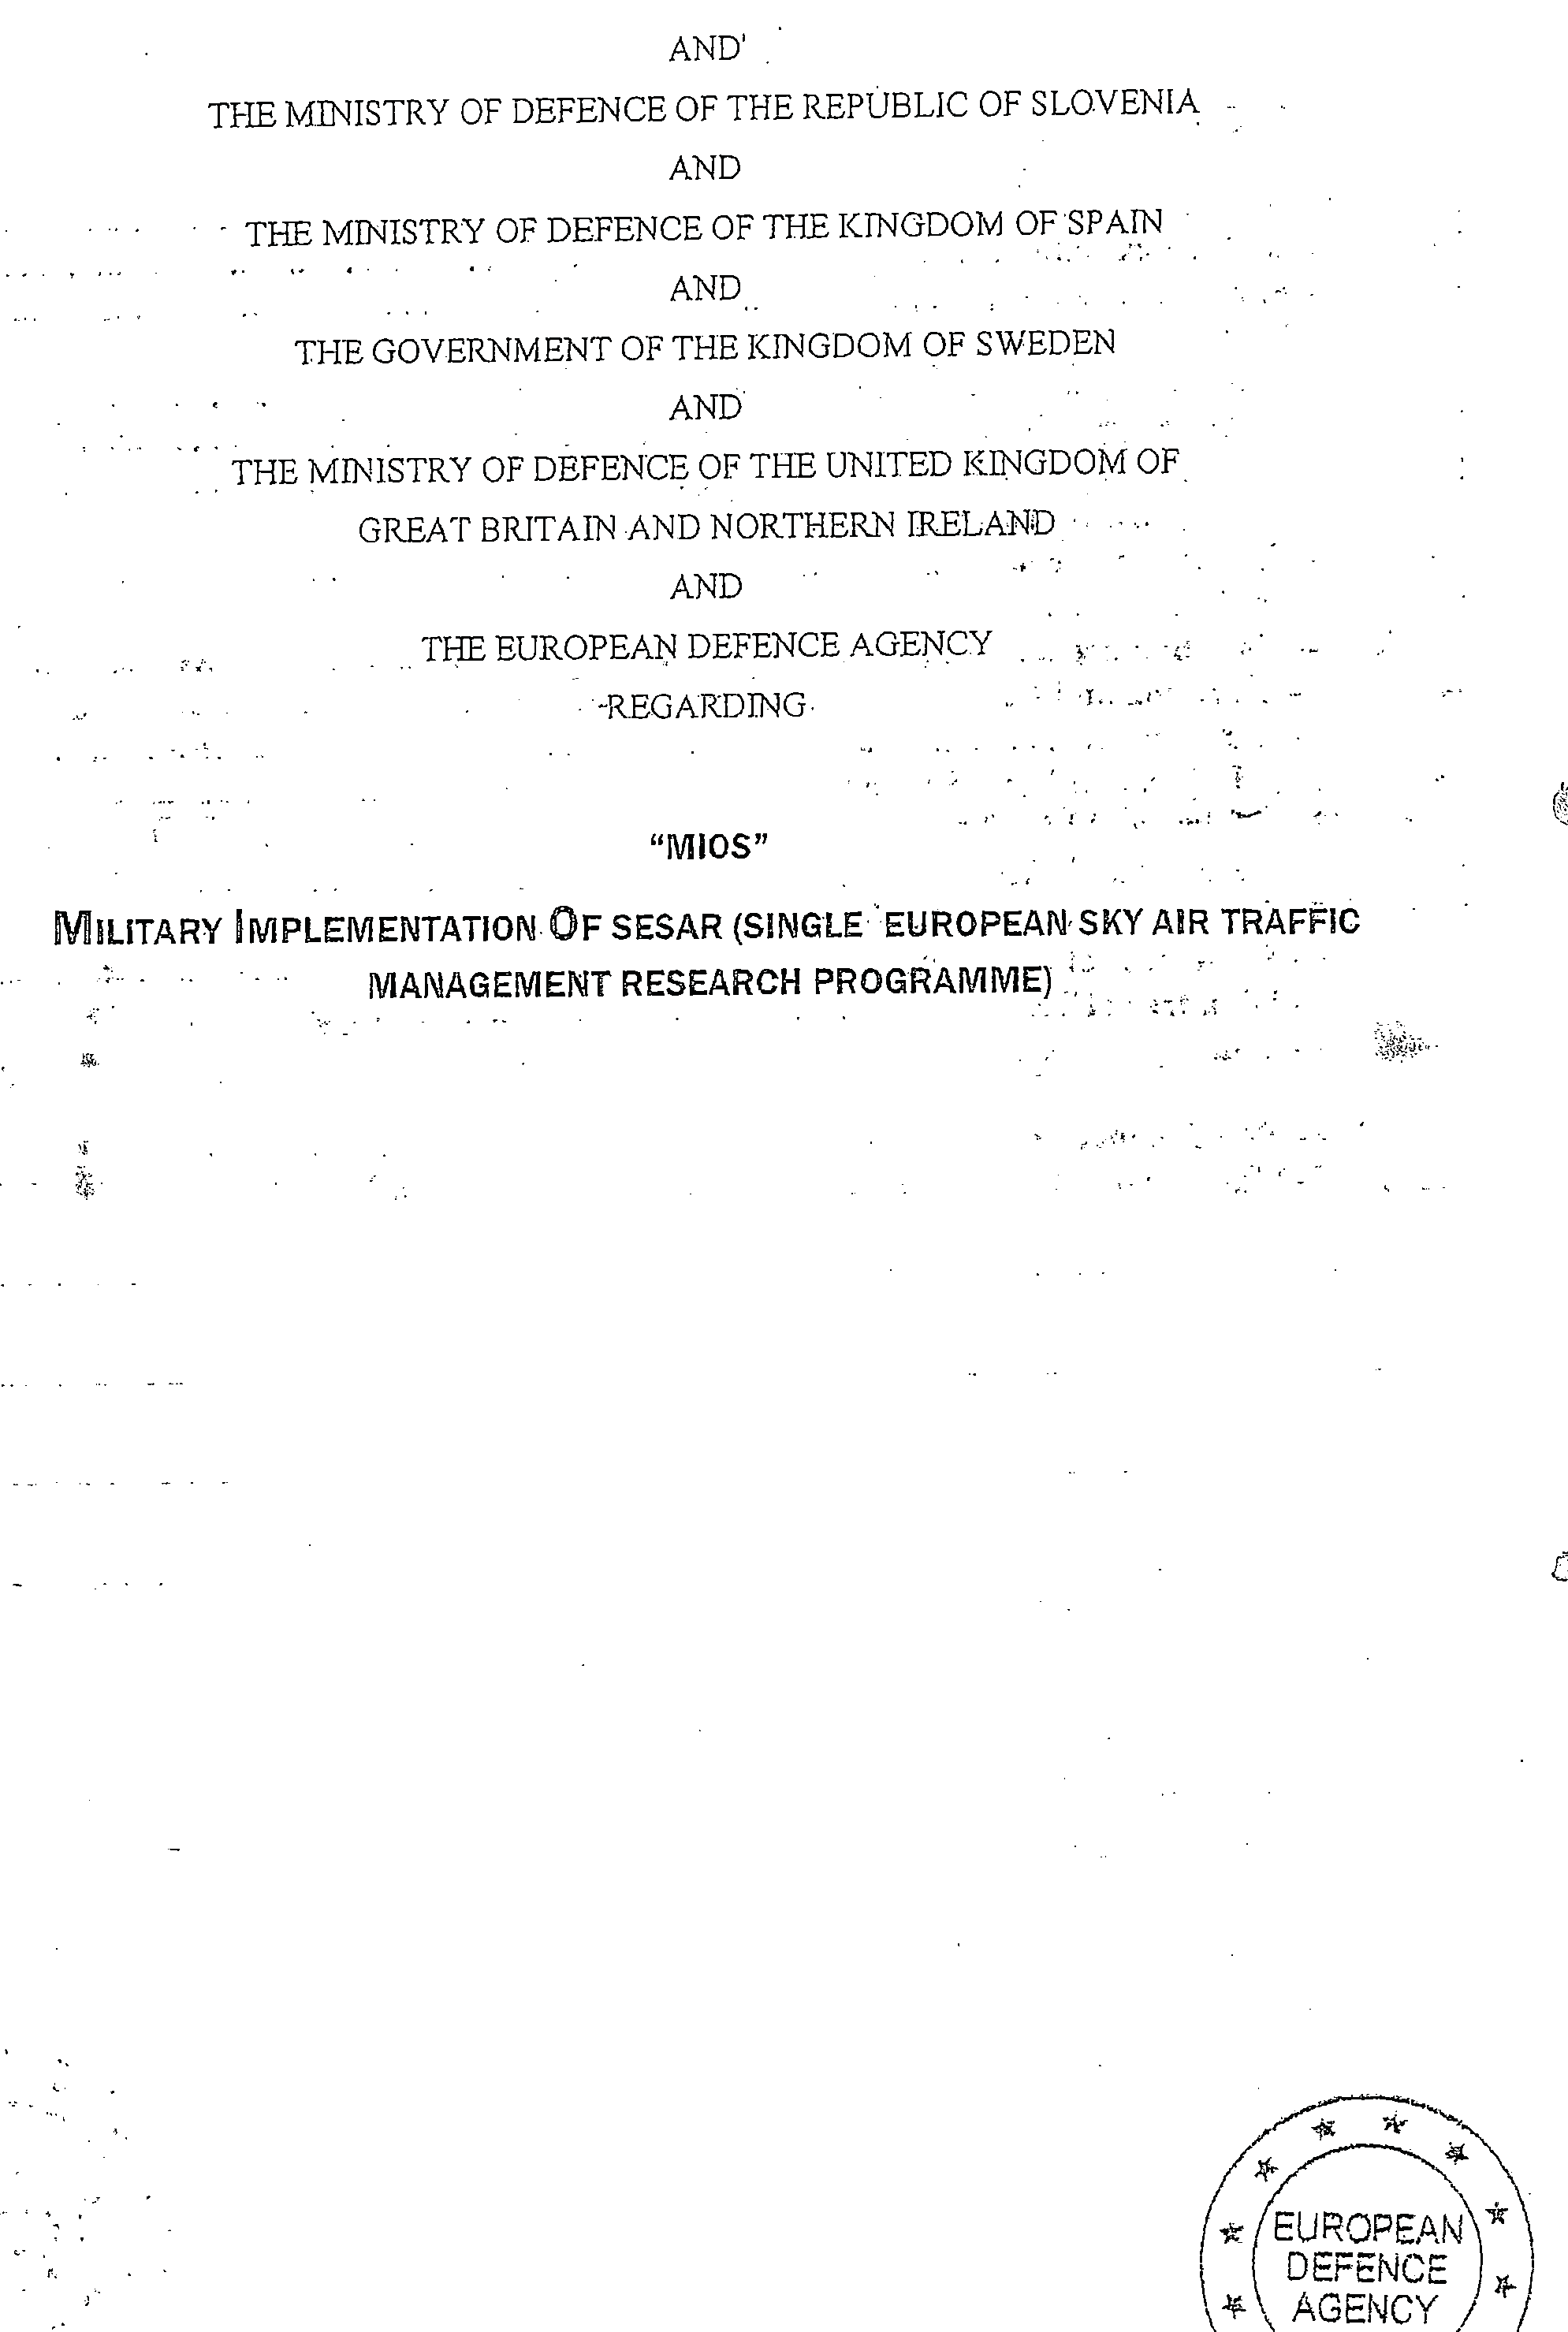 AND
THE MINISTRY OF DEFENCE OF THE REPUBLIC OF SLOVENIA
AND
THE MINISTRY OF DEFENCE OF THE KINGDOM OF SPAIN
AND
THE GOVERNMENT OF THE KINGDOM OF SWEDEN
AND
THE MINISTRY OF DEFENCE OF THE UNITED KINGDOM OF
GREAT BRITAIN AND NORTHERN IRELAND
AND
THE EUROPEAN DEFENCE AGENCY
REGARDING
“MIOS”
MILITARY IMPLEMENTATION OF SESAR (SINGLE EUROPEAN SKY AIR TRAFFIC
MANAGEMENT RESEARCH PROGRAMME)
EUROPEAN
DEFENCE
AGENCY